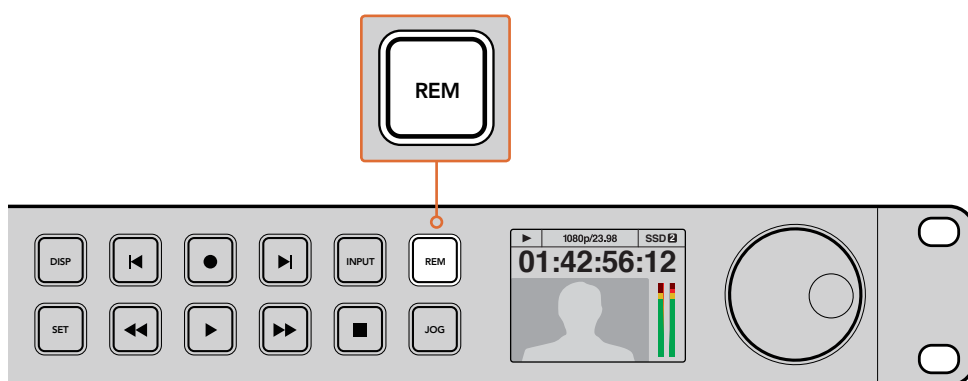 REM
DISP
INPUT
REM
1080p/23.98
SSD 2
01:42:56:12
SET
JOG